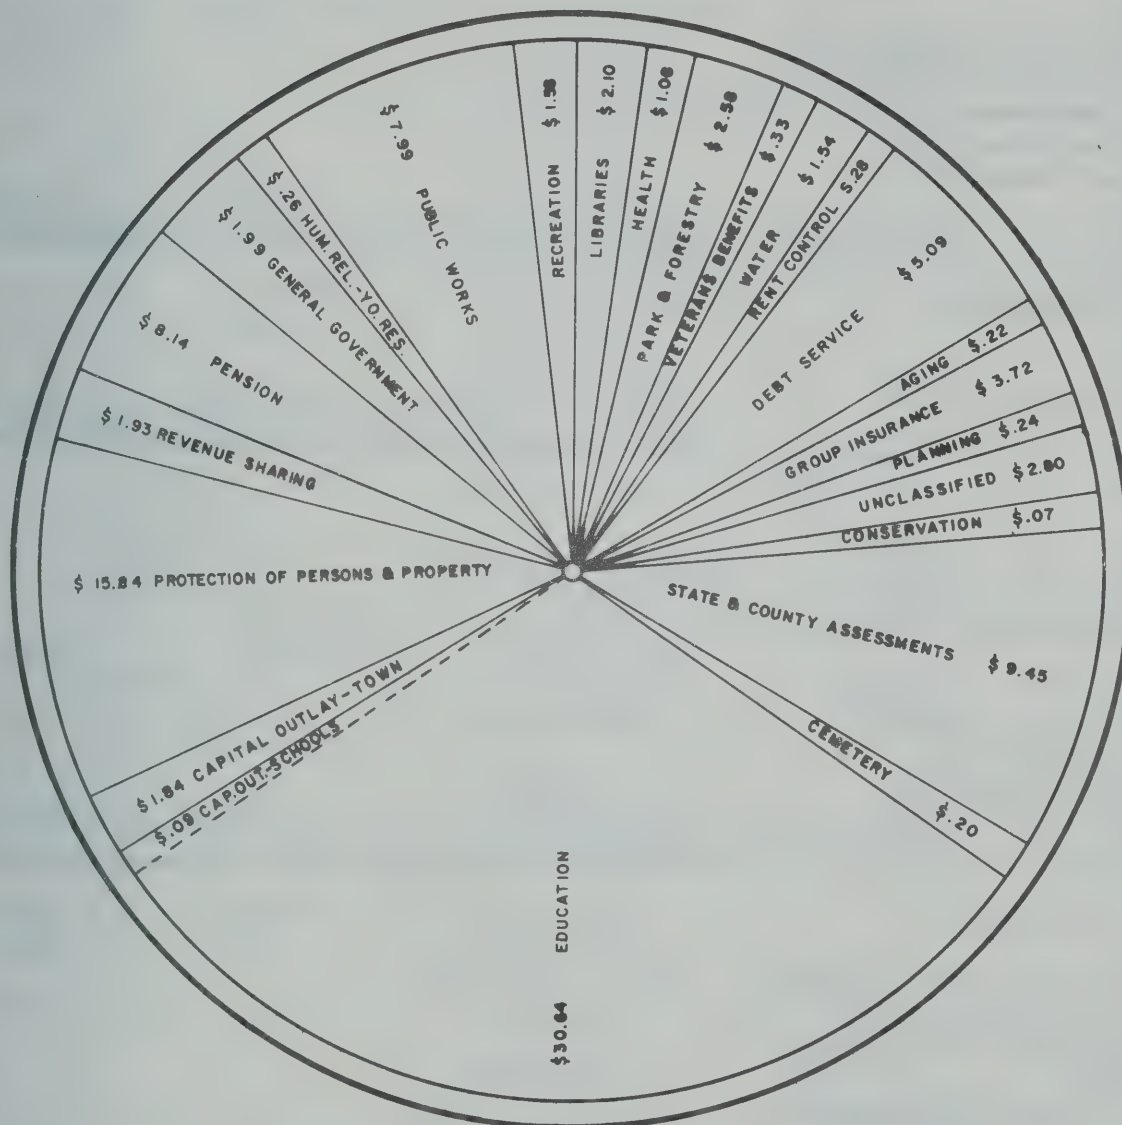 $ 7.99 PUBLIC WORKS
RECREATION $ 1.58
LIBRARIES $ 2.10
HEALTH $ 1.08
PARK & FORESTRY $ 2.58
VETERANS BENEFITS $.33
WATER $ 1.54
RENT CONTROL $.28
DEBT SERVICE $ 5.09
AGING $.22
GROUP INSURANCE $ 3.72
PLANNING $.24
UNCLASSIFIED $ 2.80
CONSERVATION $.07
STATE & COUNTY ASSESSMENTS $ 9.45
CEMETERY $.20
$30.64 EDUCATION
$.09 CAP.OUT.-SCHOOLS
$1.84 CAPITAL OUTLAY-TOWN
$ 15.84 PROTECTION OF PERSONS & PROPERTY
$ 1.93 REVENUE SHARING
$ 8.14 PENSION
$ 1.99 GENERAL GOVERNMENT
$.26 HUM.REL.-YO.RES.